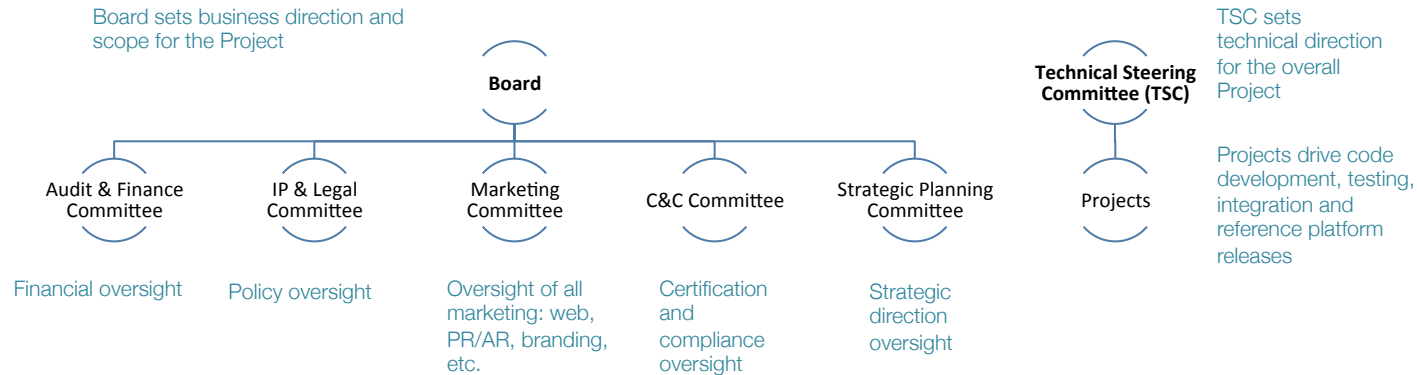 Board sets business direction and
scope for the Project
Board
Technical Steering
Committee (TSC)
TSC sets
technical direction
for the overall
Project
Audit & Finance
Committee
IP & Legal
Committee
Marketing
Committee
C&C Committee
Strategic Planning
Committee
Projects
Projects drive code
development, testing,
integration and
reference platform
releases
Financial oversight
Policy oversight
Oversight of all
marketing: web,
PR/AR, branding,
etc.
Certification
and
compliance
oversight
Strategic
direction
oversight